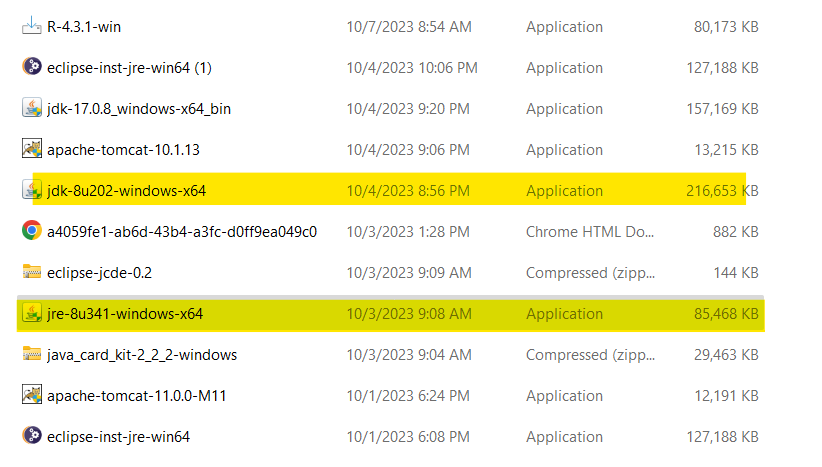 R-4.3.1-win 10/7/2023 8:54 AM Application 80,173 KB
eclipse-inst-jre-win64 (1) 10/4/2023 10:06 PM Application 127,188 KB
jdk-17.0.8_windows-x64_bin 10/4/2023 9:20 PM Application 157,169 KB
apache-tomcat-10.1.13 10/4/2023 9:06 PM Application 13,215 KB
jdk-8u202-windows-x64 10/4/2023 8:56 PM Application 216,653 KB
a4059fe1-ab6d-43b4-a3fc-d0ff9ea049c0 10/3/2023 1:28 PM Chrome HTML Do... 882 KB
eclipse-jcde-0.2 10/3/2023 9:09 AM Compressed (zipp... 144 KB
jre-8u341-windows-x64 10/3/2023 9:08 AM Application 85,468 KB
java_card_kit-2_2_2-windows 10/3/2023 9:04 AM Compressed (zipp... 29,463 KB
apache-tomcat-11.0.0-M11 10/1/2023 6:24 PM Application 12,191 KB
eclipse-inst-jre-win64 10/1/2023 6:08 PM Application 127,188 KB